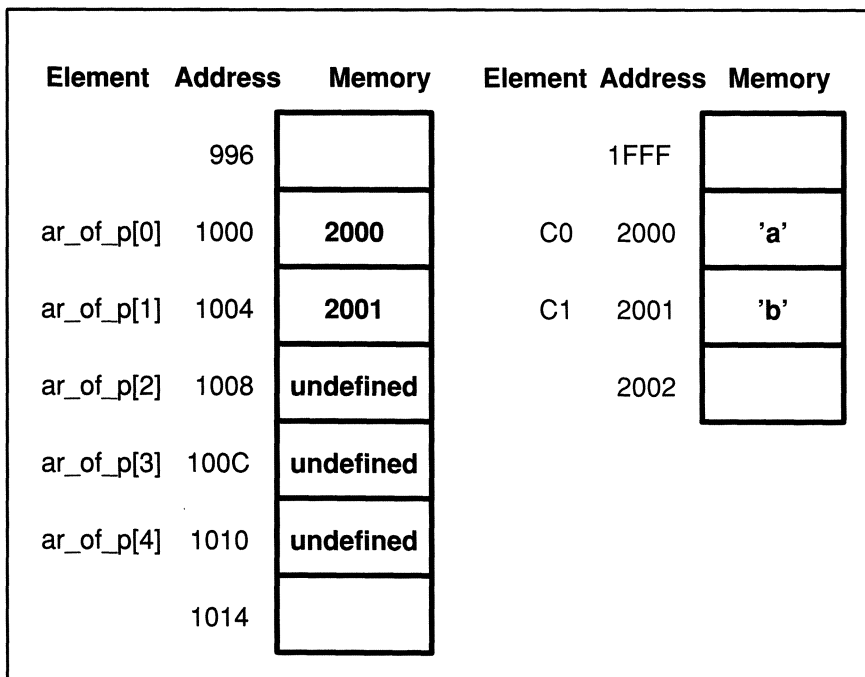 Element Address Memory Element Address Memory
996 1FFF
ar_of_p[0] 1000 2000 C0 2000 'a'
ar_of_p[1] 1004 2001 C1 2001 'b'
ar_of_p[2] 1008 undefined 2002
ar_of_p[3] 100C undefined
ar_of_p[4] 1010 undefined
1014